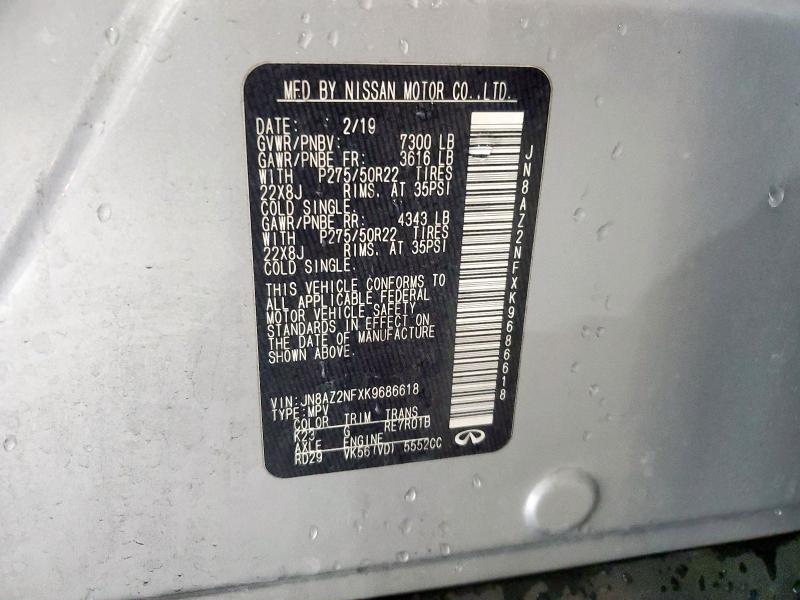 MFD BY NISSAN MOTOR CO.,LTD.
DATE: 2/19
GVWR/PNBV: 7300 LB
GAWR/PNBE FR: 3616 LB
WITH P275/50R22 TIRES
22X8J RIMS, AT 35PSI
COLD SINGLE.
GAWR/PNBE RR: 4343 LB
WITH P275/50R22 TIRES
22X8J RIMS, AT 35PSI
COLD SINGLE.
THIS VEHICLE CONFORMS TO
ALL APPLICABLE FEDERAL
MOTOR VEHICLE SAFETY
STANDARDS IN EFFECT ON
THE DATE OF MANUFACTURE
SHOWN ABOVE.
VIN: JN8AZ2NFXK9686618
TYPE: MPV
COLOR TRIM TRANS
K23 G RE7R01B
AXLE ENGINE
RD29 VK56(VD) 5552CC
JN8AZ2NFXK9686618